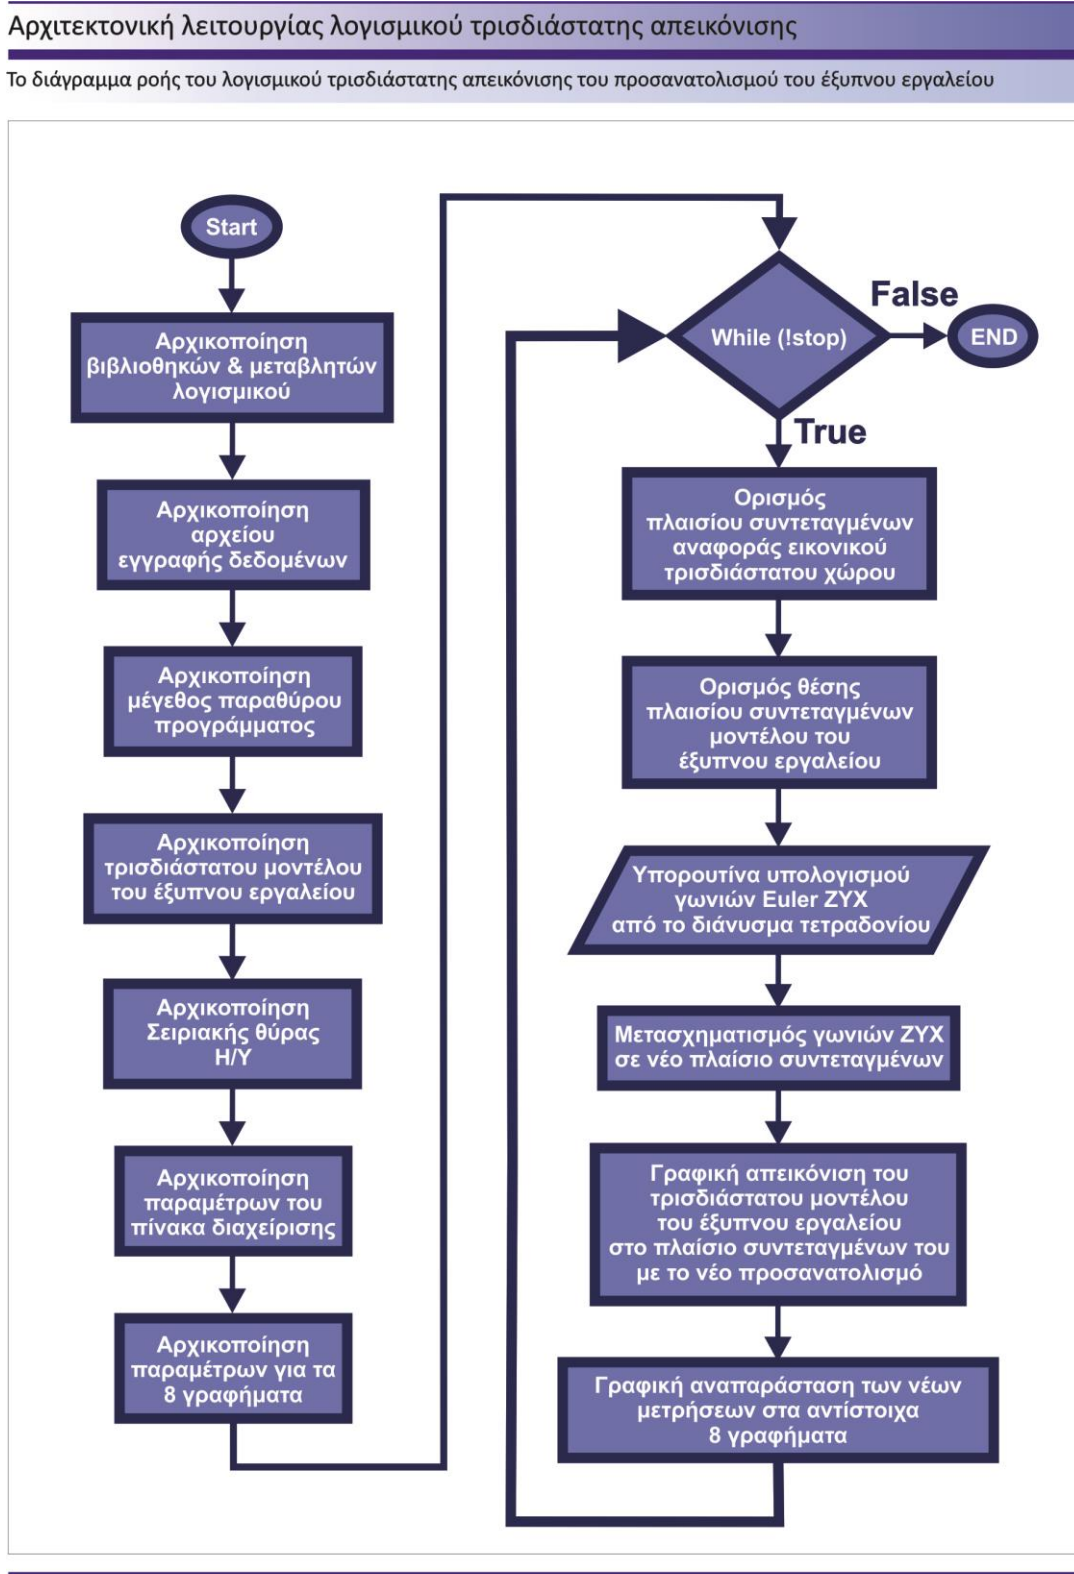 Αρχιτεκτονική λειτουργίας λογισμικού τρισδιάστατης απεικόνισης
Το διάγραμμα ροής του λογισμικού τρισδιάστατης απεικόνισης του προσανατολισμού του έξυπνου εργαλείου
Start
Αρχικοποίηση
βιβλιοθηκών & μεταβλητών
λογισμικού
Αρχικοποίηση
αρχείου
εγγραφής δεδομένων
Αρχικοποίηση
μέγεθος παραθύρου
προγράμματος
Αρχικοποίηση
τρισδιάστατου μοντέλου
του έξυπνου εργαλείου
Αρχικοποίηση
Σειριακής θύρας
Η/Υ
Αρχικοποίηση
παραμέτρων του
πίνακα διαχείρισης
Αρχικοποίηση
παραμέτρων για τα
8 γραφήματα
While (!stop)
False
END
True
Ορισμός
πλαισίου συντεταγμένων
αναφοράς εικονικού
τρισδιάστατου χώρου
Ορισμός θέσης
πλαισίου συντεταγμένων
μοντέλου του
έξυπνου εργαλείου
Υπορουτίνα υπολογισμού
γωνιών Euler ZYX
από το διάνυσμα τετραδονίου
Μετασχηματισμός γωνιών ZYX
σε νέο πλαίσιο συντεταγμένων
Γραφική απεικόνιση του
τρισδιάστατου μοντέλου
του έξυπνου εργαλείου
στο πλαίσιο συντεταγμένων του
με το νέο προσανατολισμό
Γραφική αναπαράσταση των νέων
μετρήσεων στα αντίστοιχα
8 γραφήματα